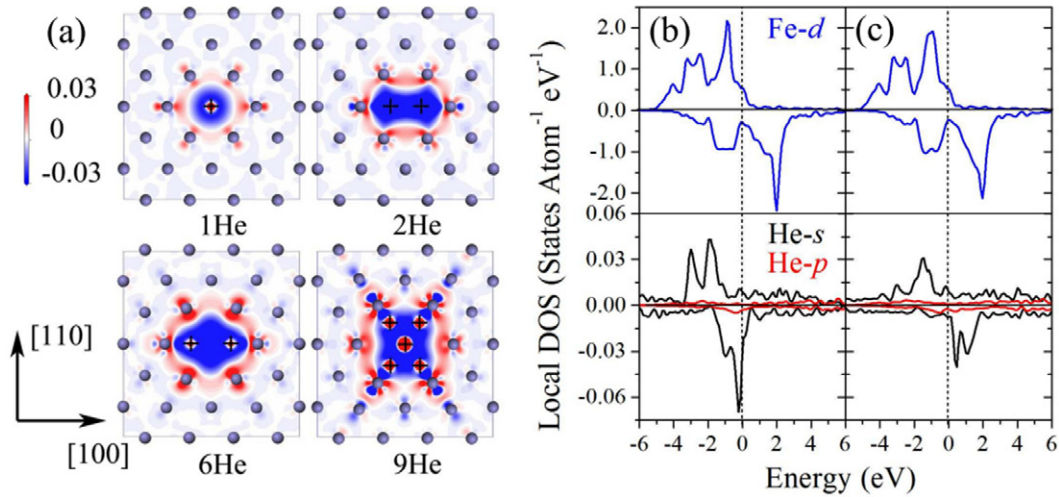 (a)
0.03
0
-0.03
1He
2He
[110]
[100]
6He
9He
(b)
(c)
Fe-d
2.0
1.0
0.0
-1.0
-2.0
0.06
He-s
He-p
0.03
0.00
-0.03
-0.06
Local DOS (States Atom⁻¹ eV⁻¹)
-6 -4 -2 0 2 4 6 -4 -2 0 2 4 6
Energy (eV)